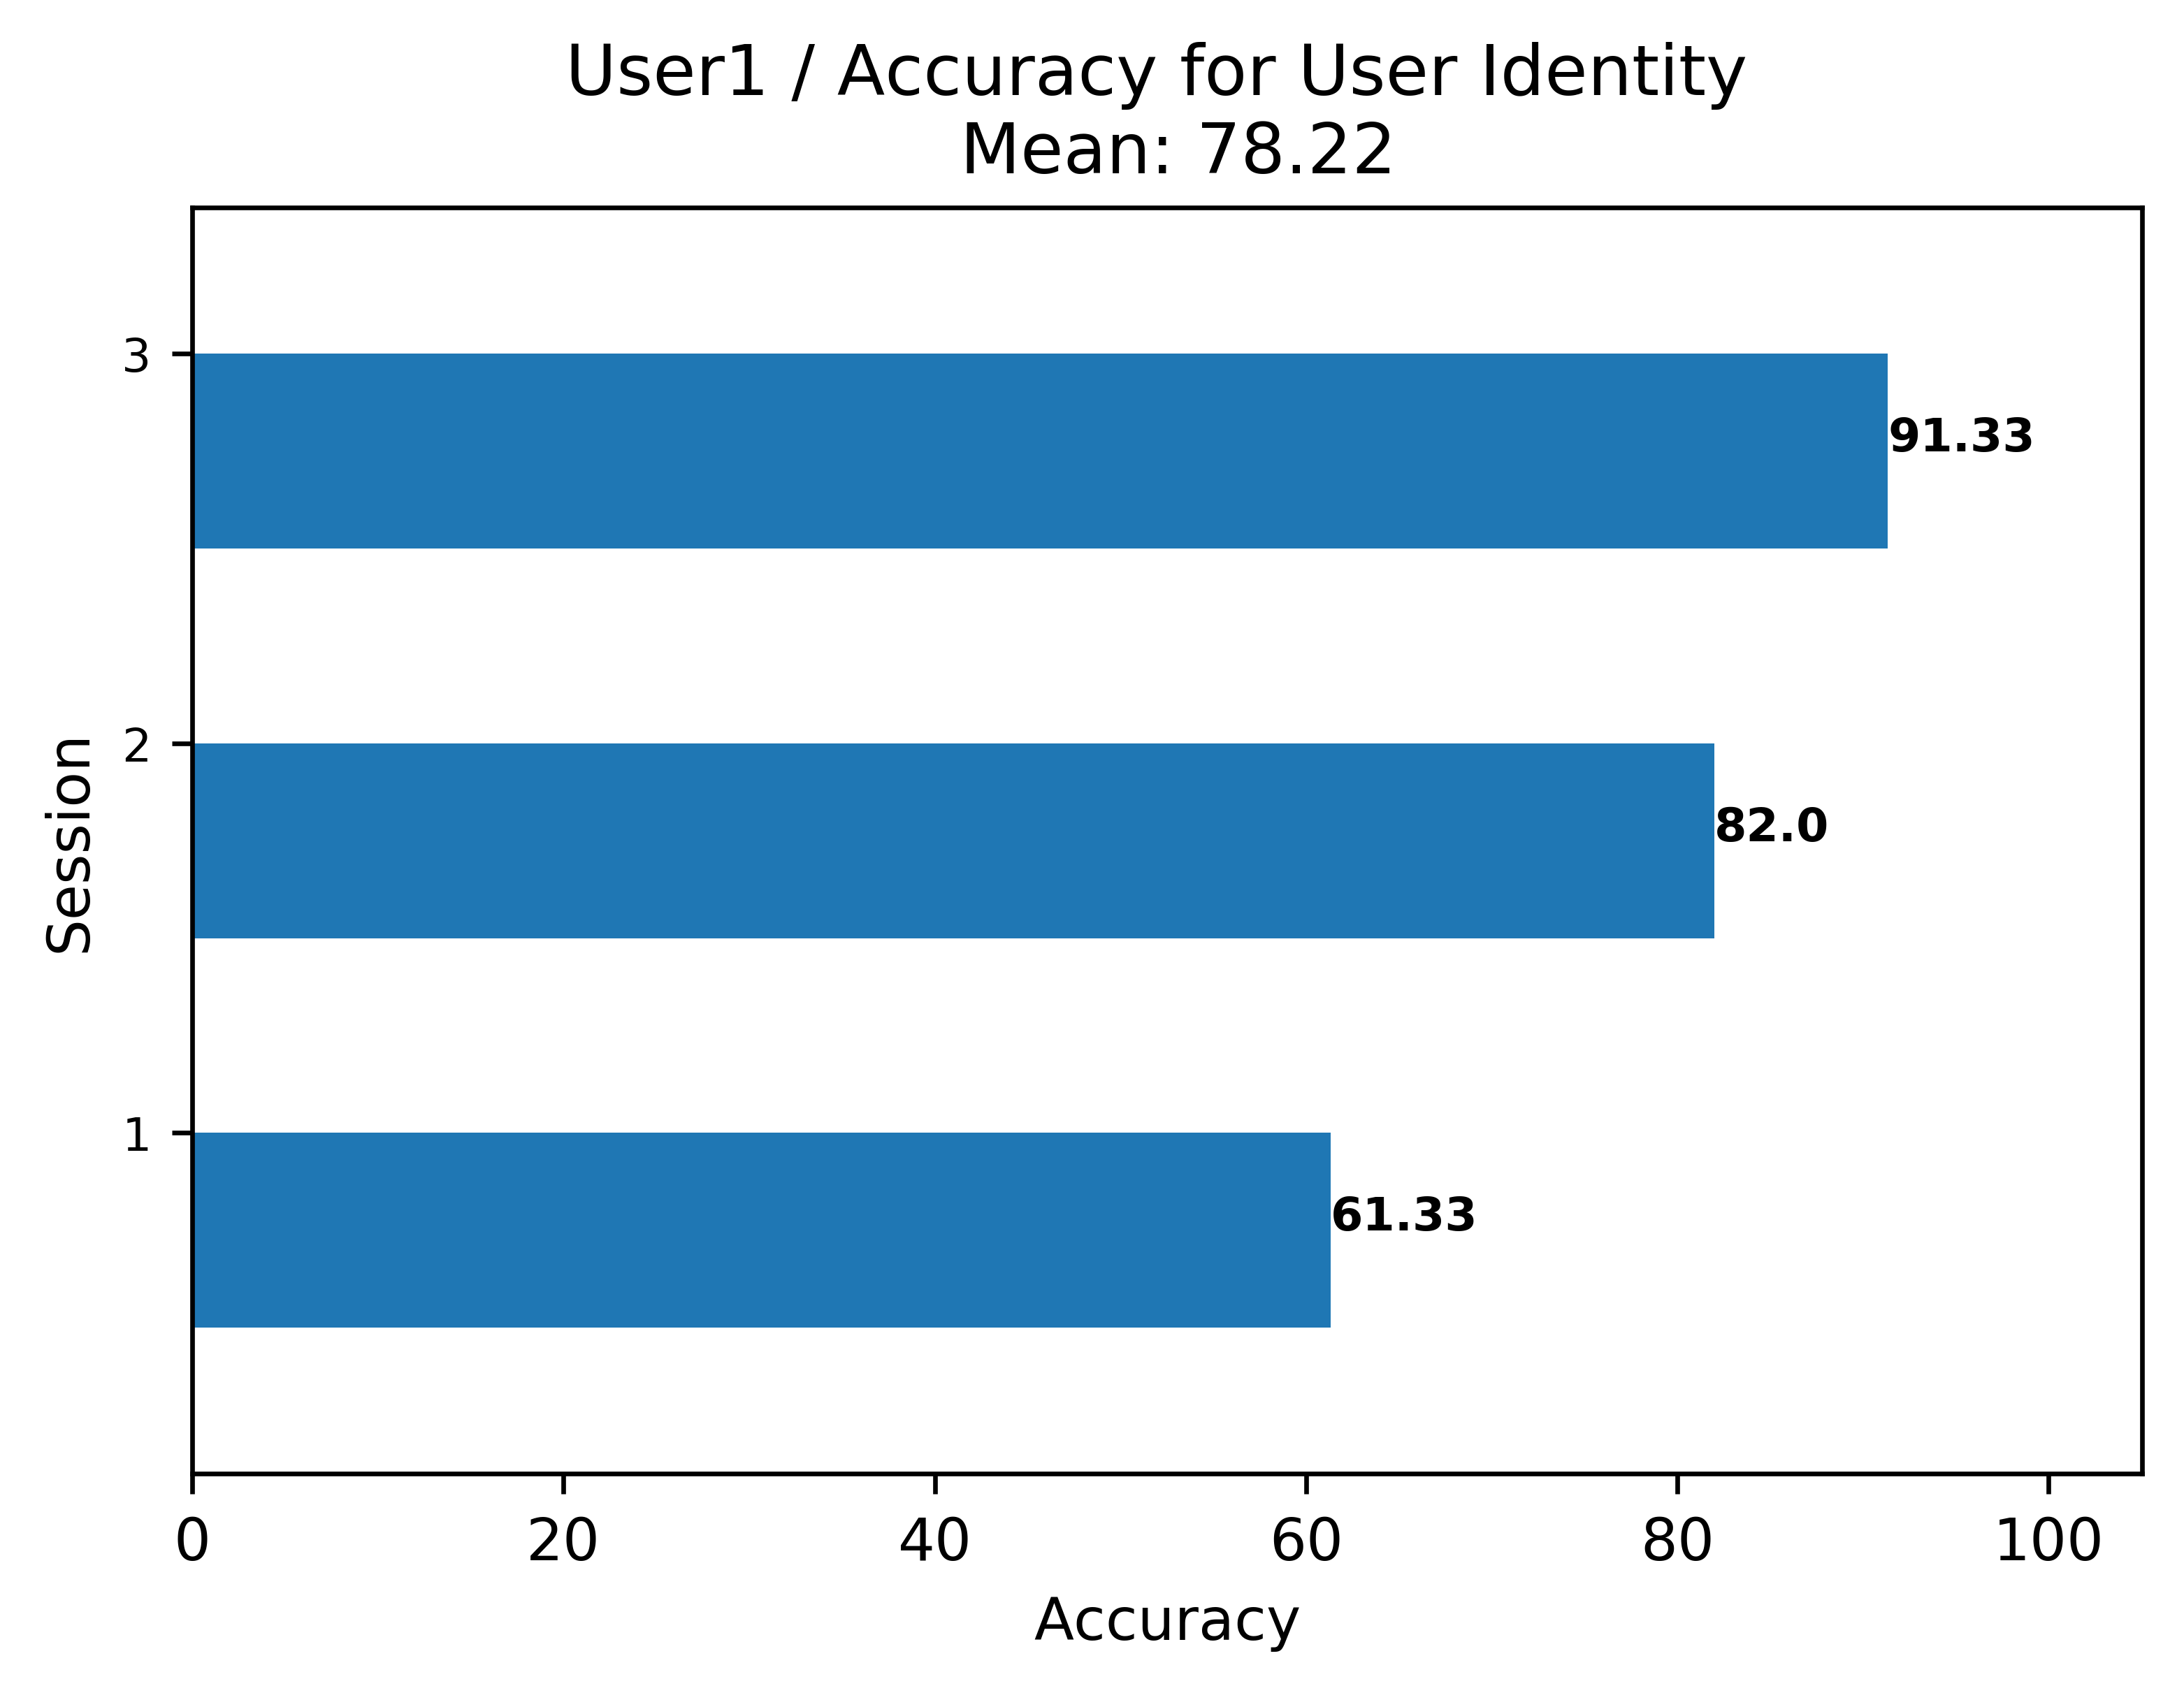 User1 / Accuracy for User Identity
Mean: 78.22
3
91.33
2
82.0
1
61.33
Session
0 20 40 60 80 100
Accuracy